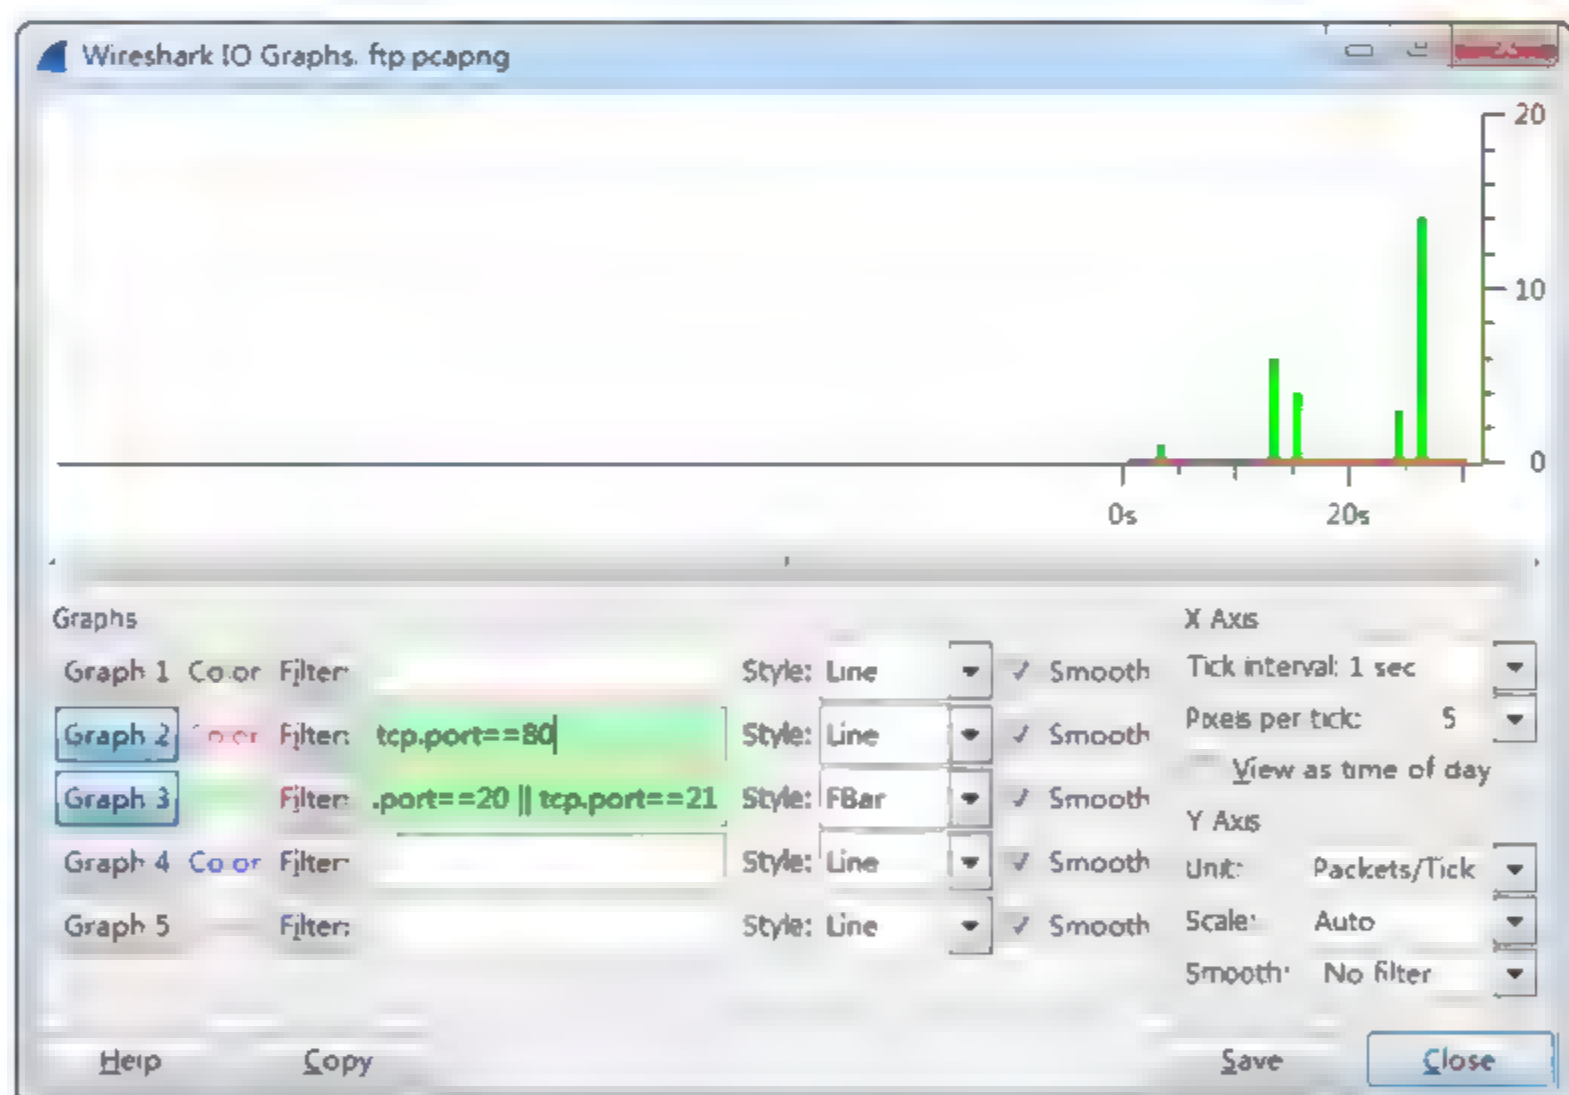 Wireshark IO Graphs. ftp pcapng
20
10
0
0s 20s
Graphs
Graph 1 Color Filter: Style: Line Smooth
Graph 2 Color Filter: tcp.port==80 Style: Line Smooth
Graph 3 Filter: .port==20 || tcp.port==21 Style: FBar Smooth
Graph 4 Color Filter: Style: Line Smooth
Graph 5 Filter: Style: Line Smooth
X Axis
Tick interval: 1 sec
Pixels per tick: 5
View as time of day
Y Axis
Unit: Packets/Tick
Scale: Auto
Smooth: No filter
Help Copy Save Close